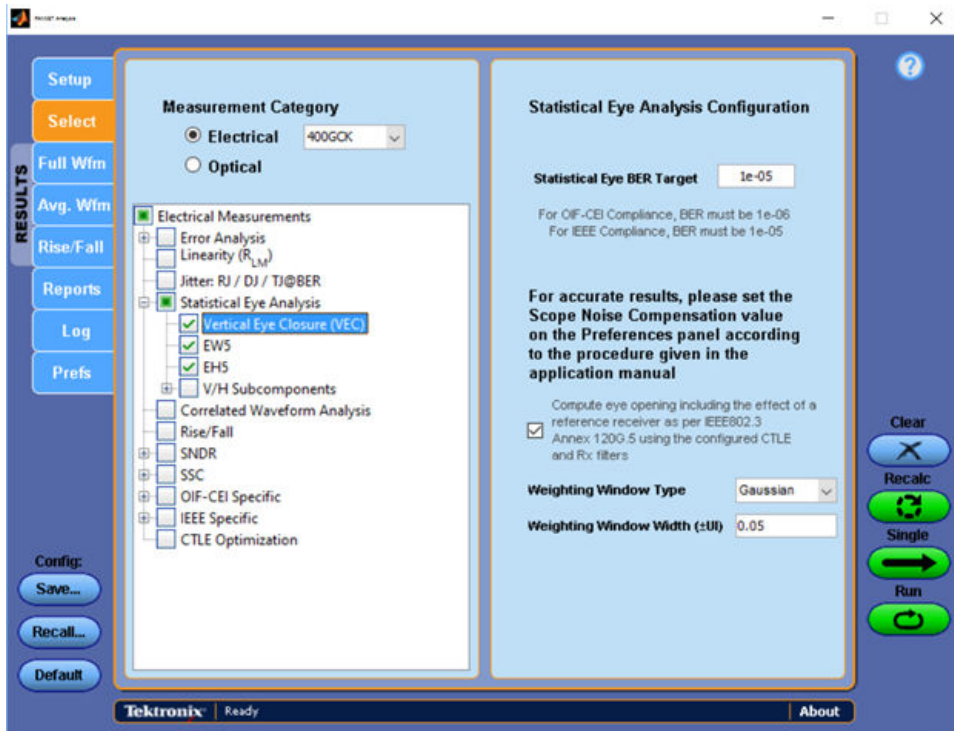 PAM4SET Analysis
Setup
Select
Full Wfm
Avg. Wfm
Rise/Fall
Reports
Log
Prefs
RESULTS
Config:
Save...
Recall...
Default
Measurement Category
Electrical
400GCK
Optical
Electrical Measurements
Error Analysis
Linearity (RLM)
Jitter: RJ / DJ / TJ@BER
Statistical Eye Analysis
Vertical Eye Closure (VEC)
EW5
EH5
V/H Subcomponents
Correlated Waveform Analysis
Rise/Fall
SNDR
SSC
OIF-CEI Specific
IEEE Specific
CTLE Optimization
Statistical Eye Analysis Configuration
Statistical Eye BER Target
1e-05
For OIF-CEI Compliance, BER must be 1e-06
For IEEE Compliance, BER must be 1e-05
For accurate results, please set the
Scope Noise Compensation value
on the Preferences panel according
to the procedure given in the
application manual
Compute eye opening including the effect of a
reference receiver as per IEEE802.3
Annex 120G.5 using the configured CTLE
and Rx filters
Weighting Window Type
Gaussian
Weighting Window Width (±UI)
0.05
?
Clear
Recalc
Single
Run
Tektronix
Ready
About